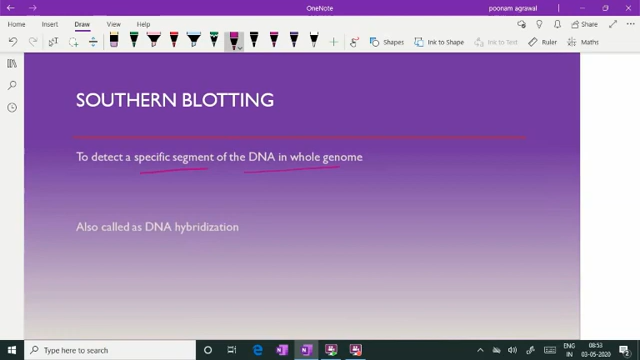 OneNote
poonam agrawal
Home Insert Draw View Help
Share
Shapes
Ink to Shape
Ink to Text
Ruler
Maths
SOUTHERN BLOTTING
To detect a specific segment of the DNA in whole genome
Also called as DNA hybridization
Type here to search
ENG
IN
08:53
03-05-2020
2